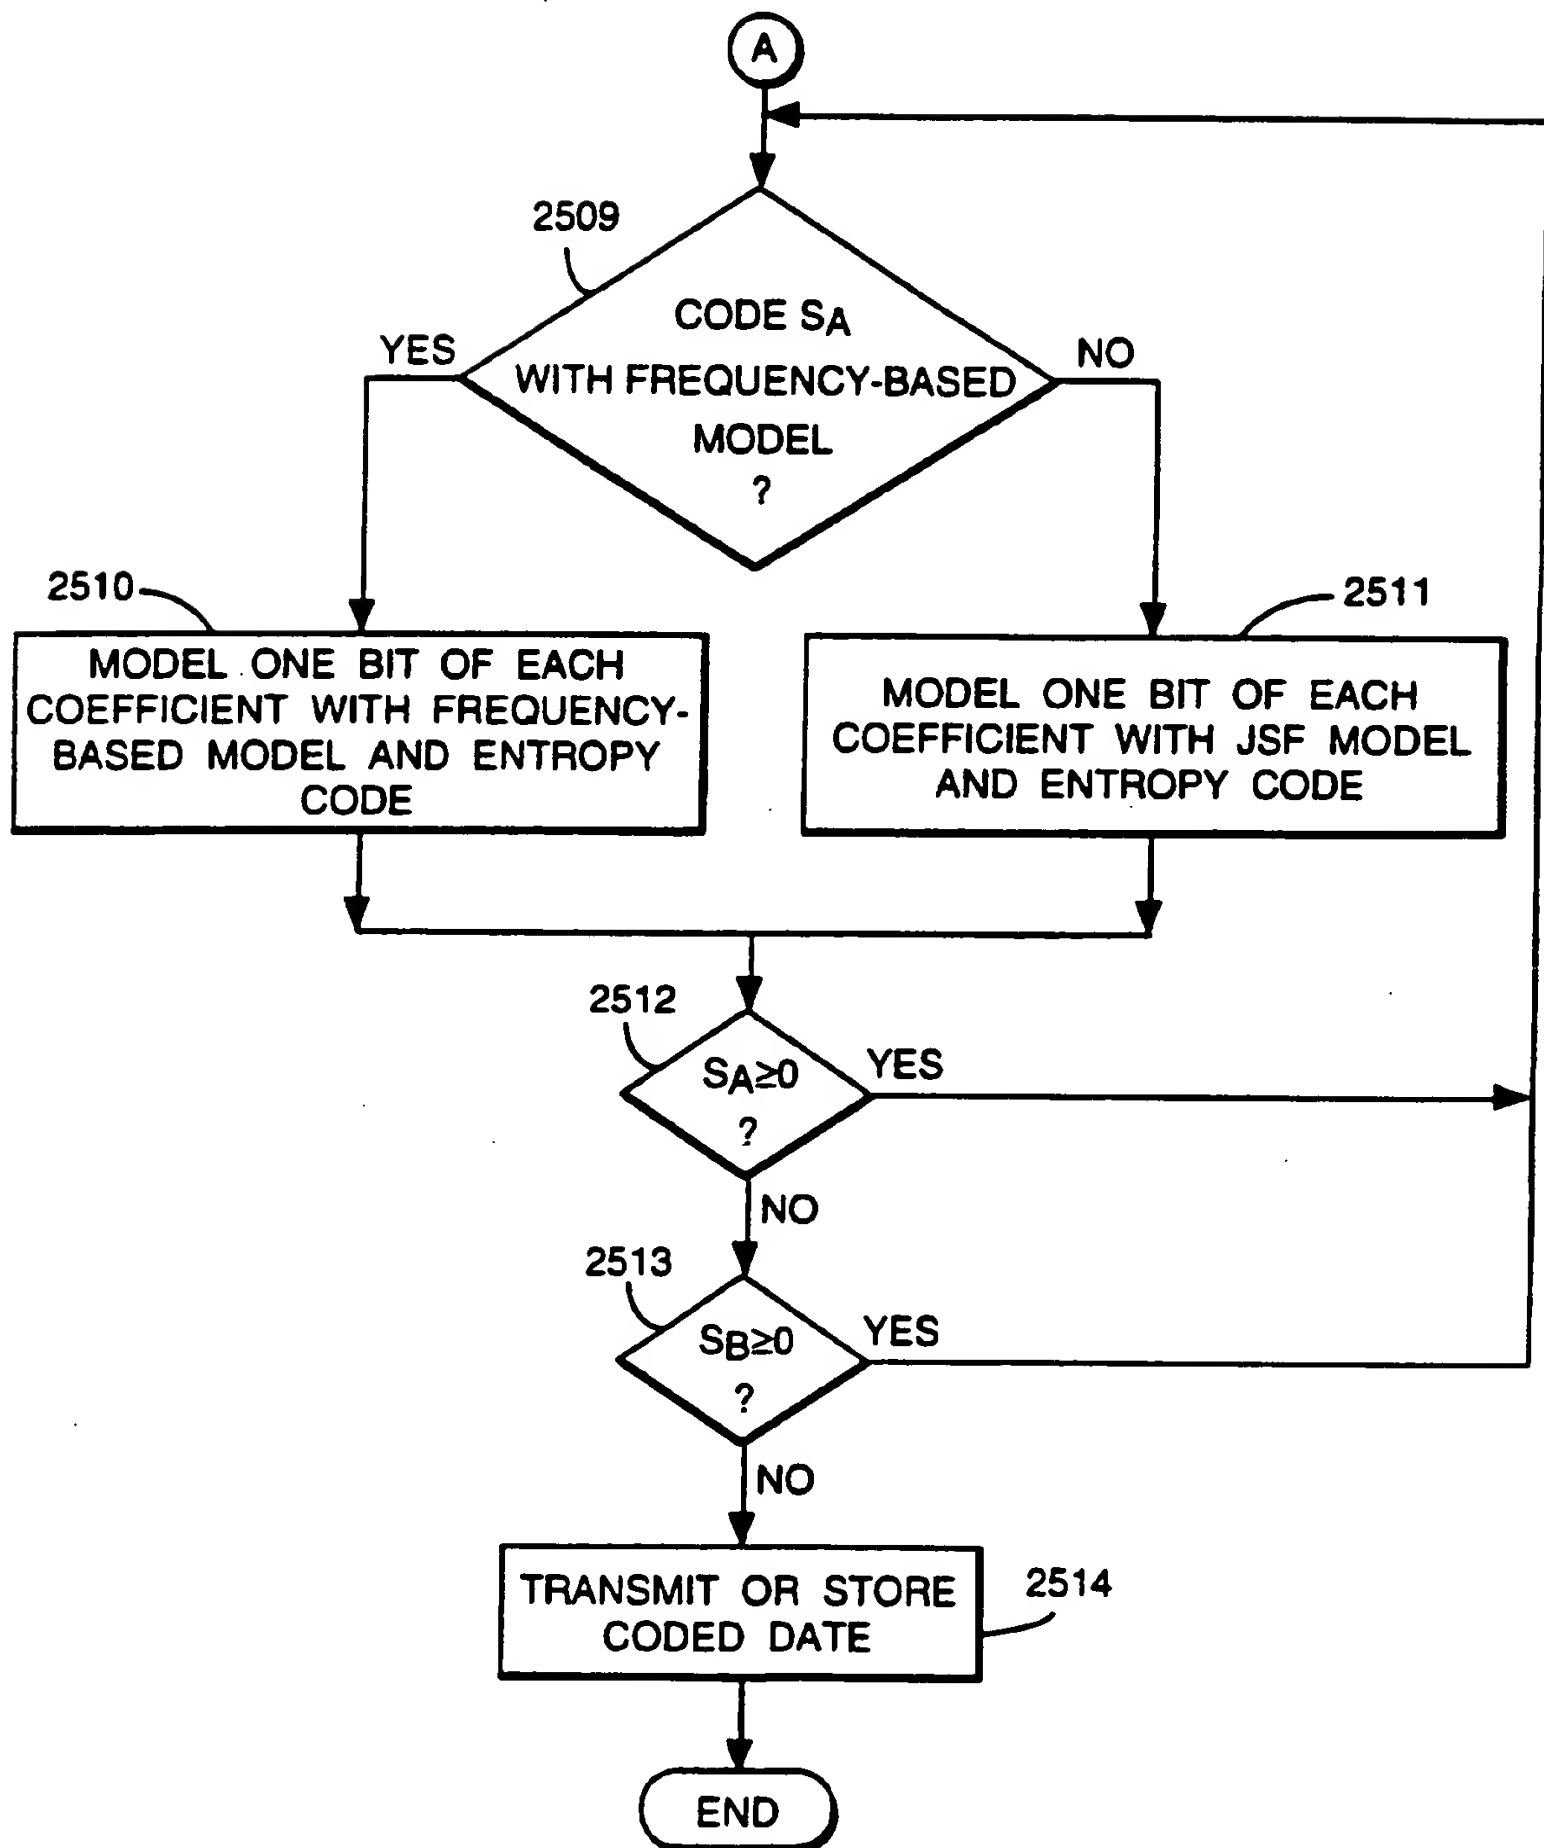 A
2509
CODE SA
WITH FREQUENCY-BASED
MODEL
?
YES
NO
2510
MODEL ONE BIT OF EACH
COEFFICIENT WITH FREQUENCY-
BASED MODEL AND ENTROPY
CODE
2511
MODEL ONE BIT OF EACH
COEFFICIENT WITH JSF MODEL
AND ENTROPY CODE
2512
SA≥0
?
YES
NO
2513
SB≥0
?
YES
NO
TRANSMIT OR STORE
CODED DATE
2514
END